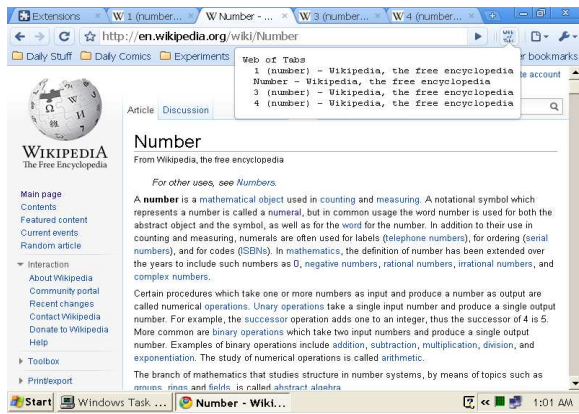 Extensions
1 (number...
Number - ...
3 (number...
4 (number...
http://en.wikipedia.org/wiki/Number
Daily Stuff
Daily Comics
Experiments
er bookmarks
Web of Tabs
1 (number) - Wikipedia, the free encyclopedia
Number - Wikipedia, the free encyclopedia
3 (number) - Wikipedia, the free encyclopedia
4 (number) - Wikipedia, the free encyclopedia
te account
Article
Discussion
WIKIPEDIA
The Free Encyclopedia
Main page
Contents
Featured content
Current events
Random article
Interaction
About Wikipedia
Community portal
Recent changes
Contact Wikipedia
Donate to Wikipedia
Help
Toolbox
Print/export
Number
From Wikipedia, the free encyclopedia
For other uses, see Numbers.
A number is a mathematical object used in counting and measuring. A notational symbol which
represents a number is called a numeral, but in common usage the word number is used for both the
abstract object and the symbol, as well as for the word for the number. In addition to their use in
counting and measuring, numerals are often used for labels (telephone numbers), for ordering (serial
numbers), and for codes (ISBNs). In mathematics, the definition of number has been extended over
the years to include such numbers as 0, negative numbers, rational numbers, irrational numbers, and
complex numbers.
Certain procedures which take one or more numbers as input and produce a number as output are
called numerical operations. Unary operations take a single input number and produce a single output
number. For example, the successor operation adds one to an integer, thus the successor of 4 is 5.
More common are binary operations which take two input numbers and produce a single output
number. Examples of binary operations include addition, subtraction, multiplication, division, and
exponentiation. The study of numerical operations is called arithmetic.
The branch of mathematics that studies structure in number systems, by means of topics such as
groups, rings and fields, is called abstract algebra.
Start
Windows Task ...
Number - Wiki...
1:01 AM